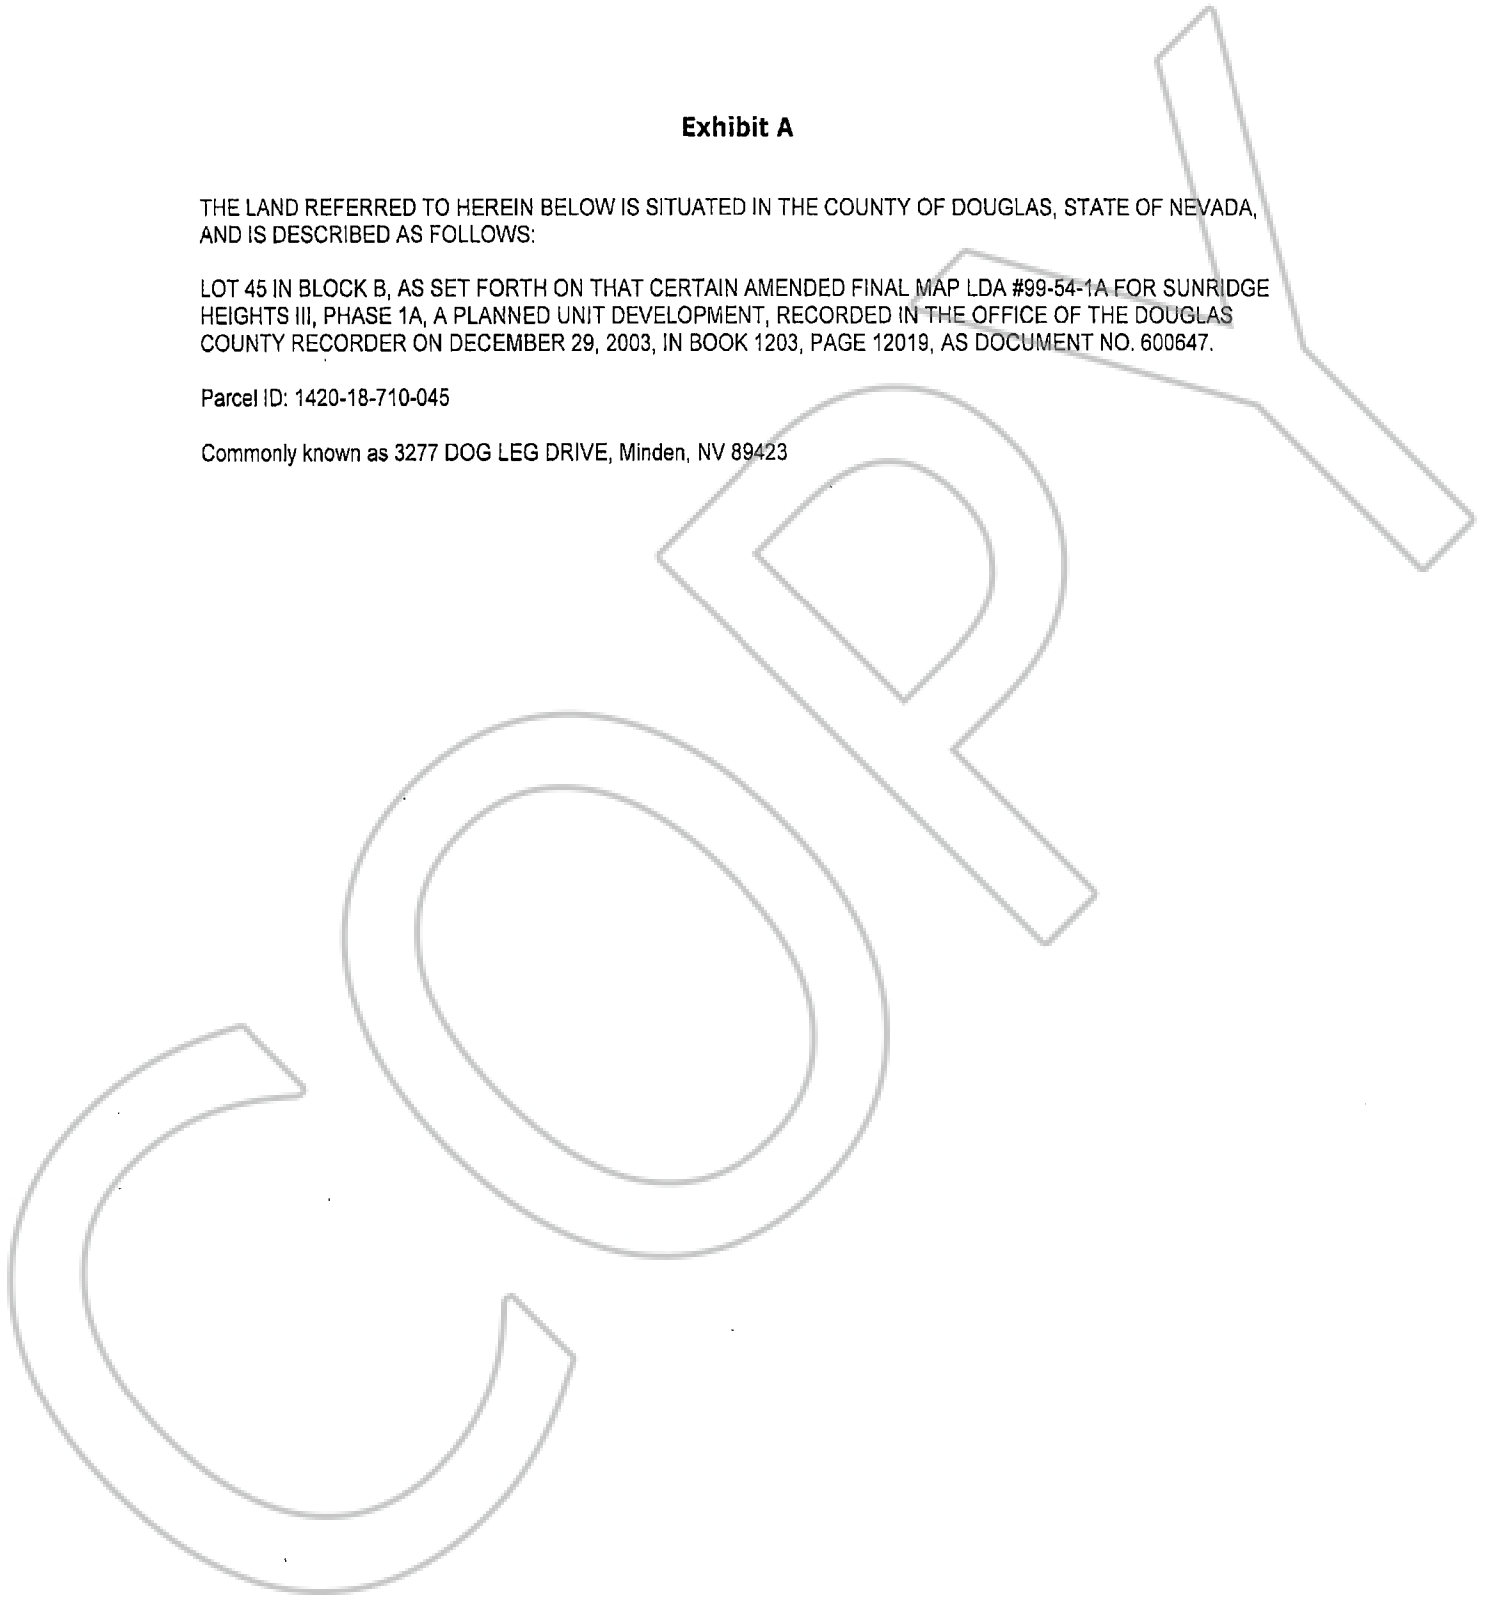 Exhibit A
THE LAND REFERRED TO HEREIN BELOW IS SITUATED IN THE COUNTY OF DOUGLAS, STATE OF NEVADA,
AND IS DESCRIBED AS FOLLOWS:
LOT 45 IN BLOCK B, AS SET FORTH ON THAT CERTAIN AMENDED FINAL MAP LDA #99-54-1A FOR SUNRIDGE
HEIGHTS III, PHASE 1A, A PLANNED UNIT DEVELOPMENT, RECORDED IN THE OFFICE OF THE DOUGLAS
COUNTY RECORDER ON DECEMBER 29, 2003, IN BOOK 1203, PAGE 12019, AS DOCUMENT NO. 600647.
Parcel ID: 1420-18-710-045
Commonly known as 3277 DOG LEG DRIVE, Minden, NV 89423
COPY